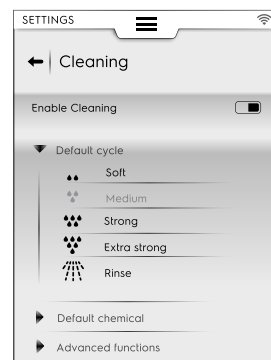 SETTINGS
Cleaning
Enable Cleaning
Default cycle
Soft
Medium
Strong
Extra strong
Rinse
Default chemical
Advanced functions